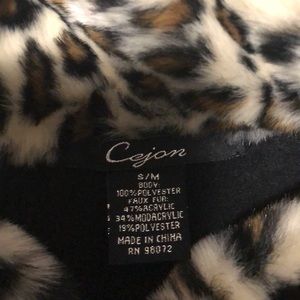 Cejon
S/M
BODY:
100%POLYESTER
FAUX FUR:
47%ACRYLIC
34%MODACRYLIC
19%POLYESTER
MADE IN CHINA
RN 98072